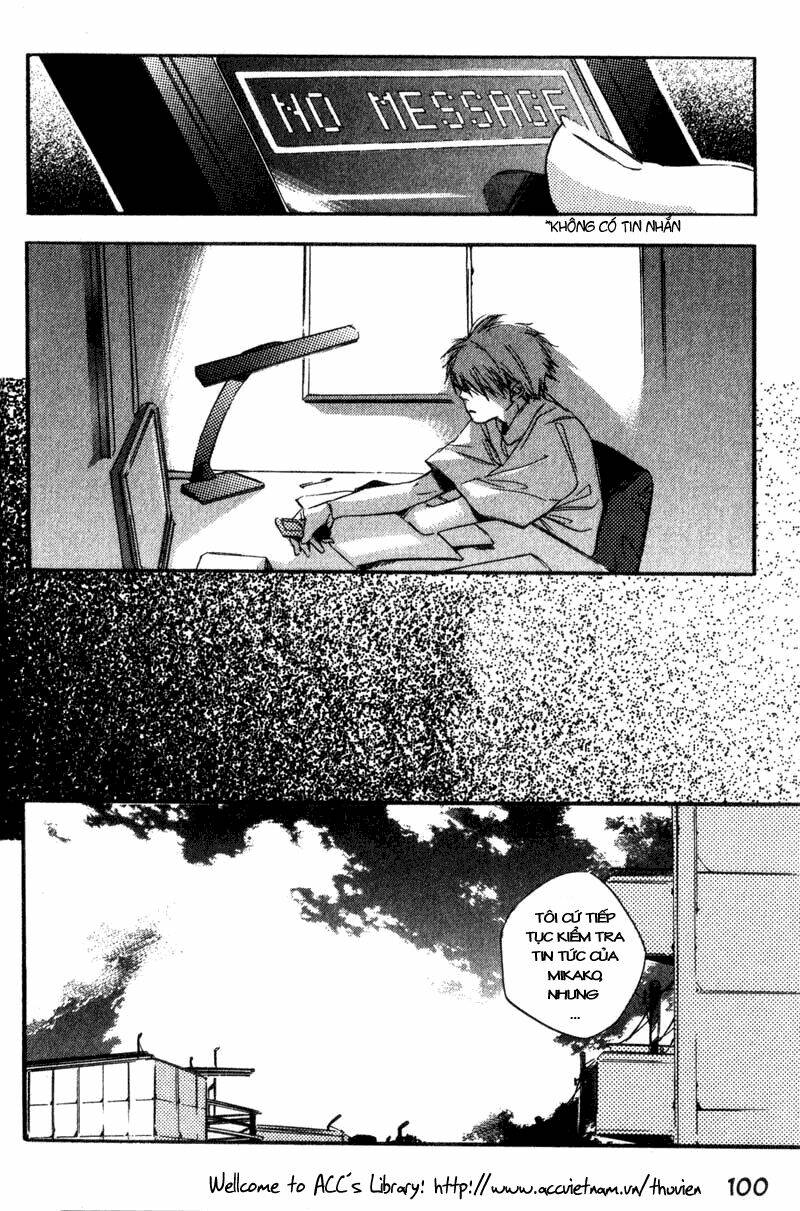 NO MESSAGE
"KHÔNG CÓ TIN NHẮN
TÔI CỨ TIẾP
TỤC KIỂM TRA
TIN TỨC CỦA
MIKAKO,
NHƯNG
...
Wellcome to ACC's Library! http://www.accvietnam.vn/thuvien 100